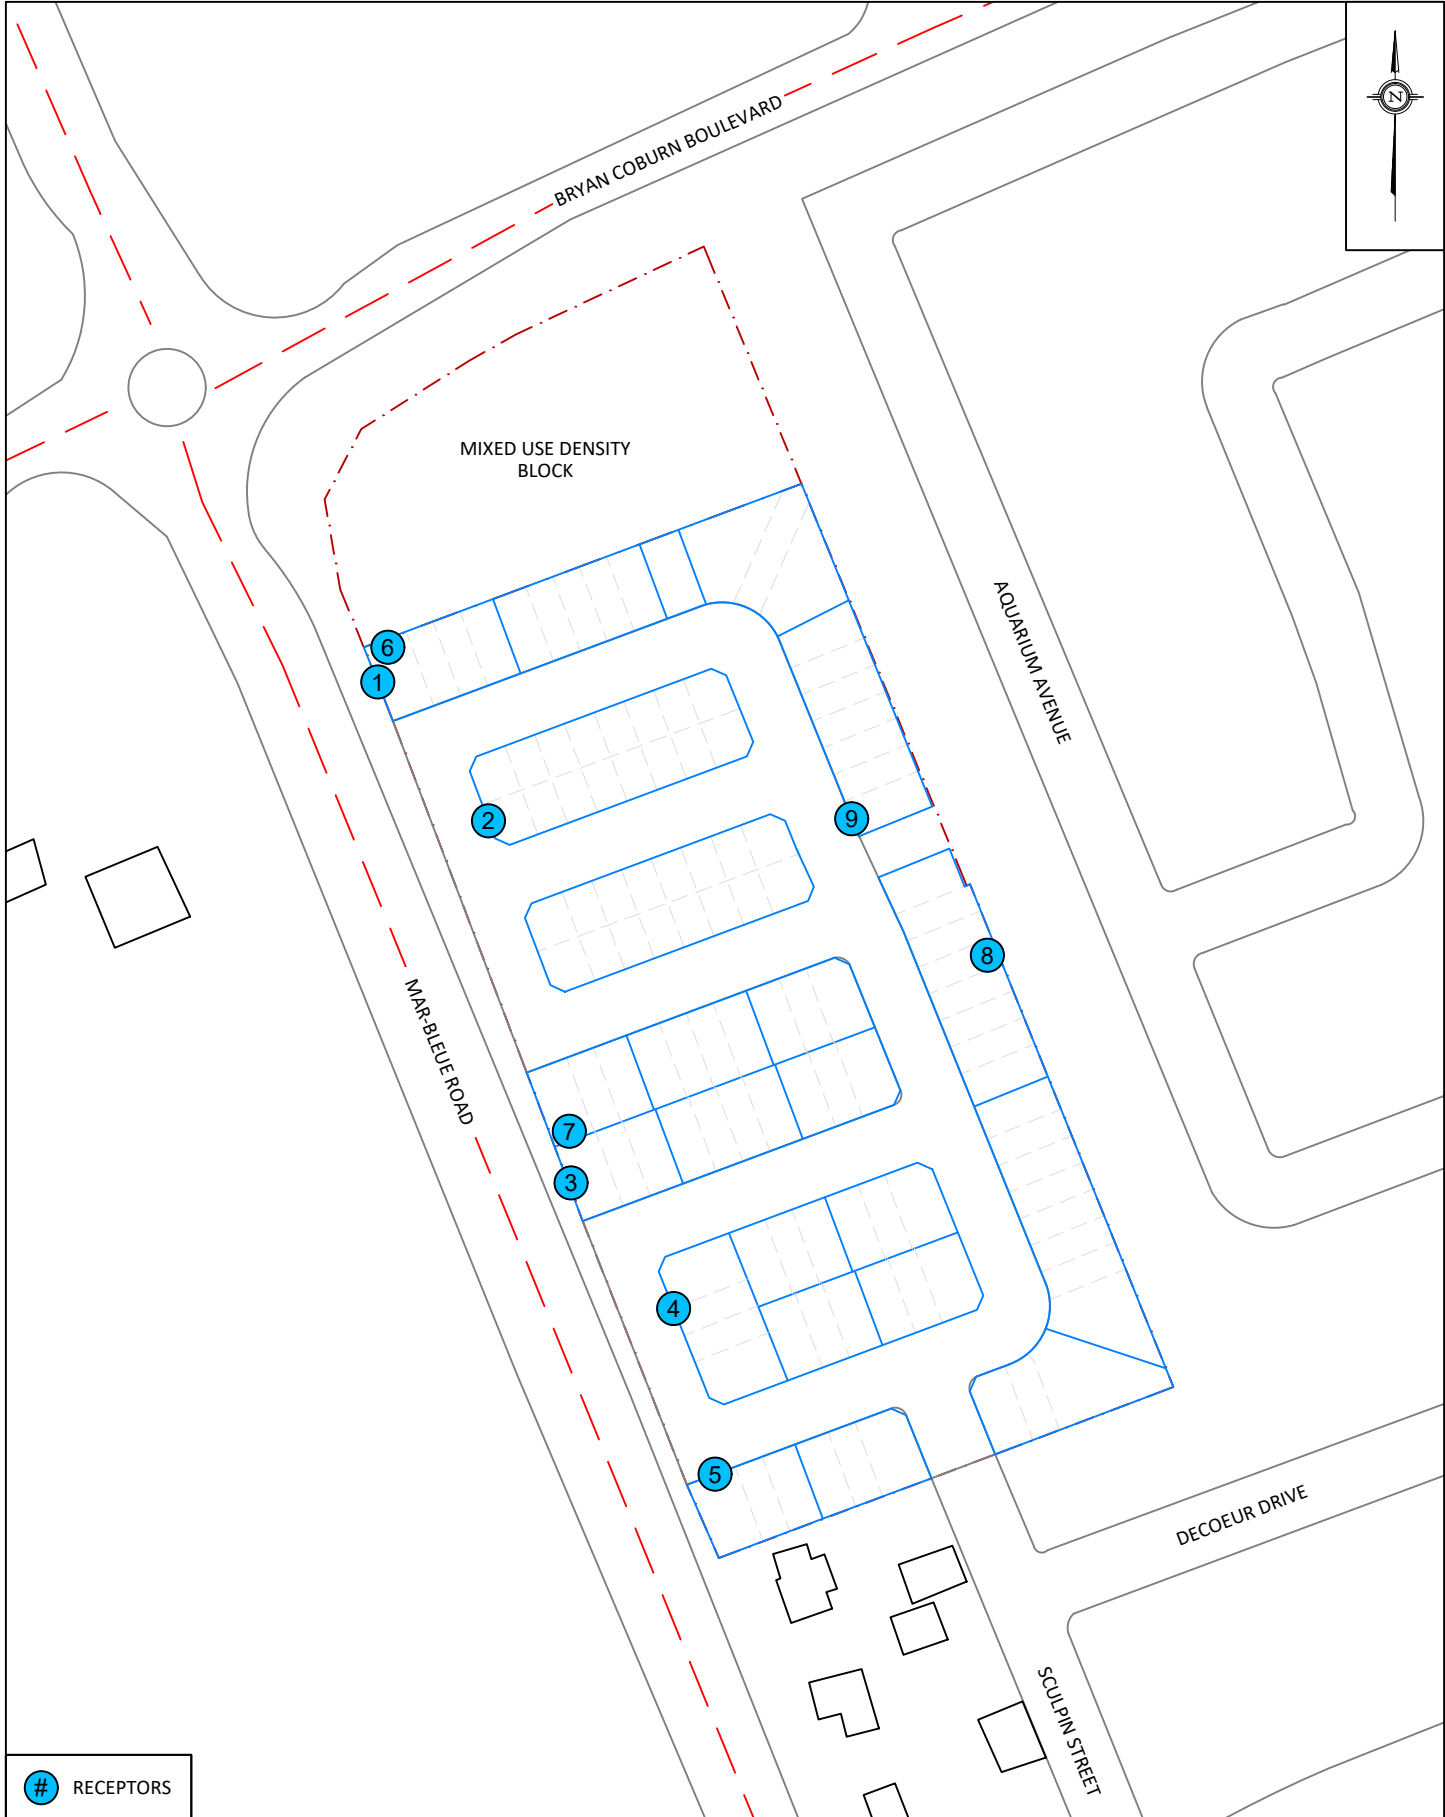 N
BRYAN COBURN BOULEVARD
MIXED USE DENSITY
BLOCK
AQUARIUM AVENUE
6
1
2
9
8
MAR-BLEUE ROAD
7
3
4
5
DECOEUR DRIVE
SCULPIN STREET
# RECEPTORS